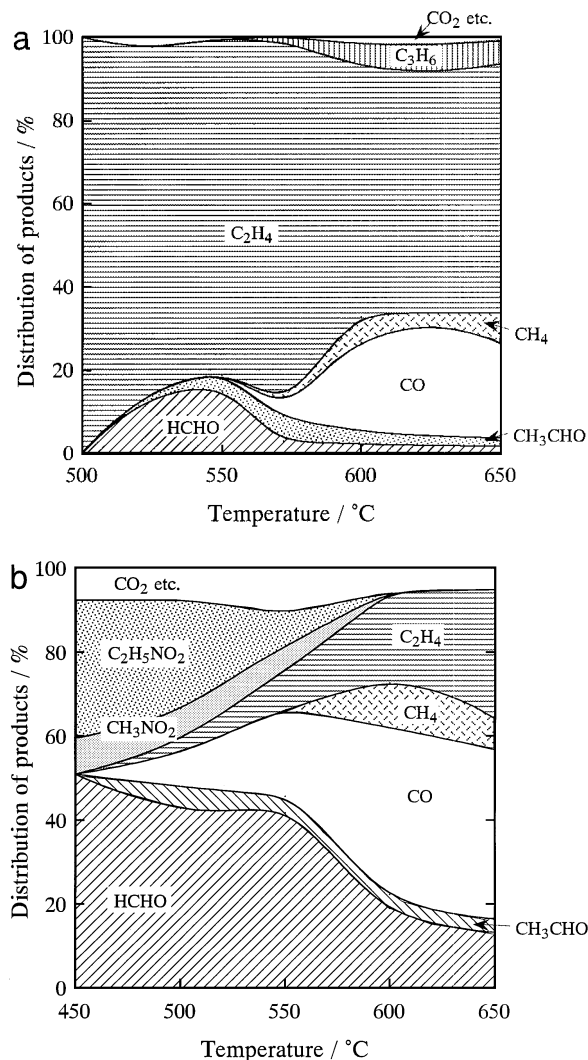 a
CO2 etc.
100
C3H6
80
60
C2H4
40
CH4
20
CO
HCHO
CH3CHO
0
500 550 600 650
Distribution of products / %
Temperature / °C
b
100
CO2 etc.
C2H5NO2
C2H4
80
CH3NO2
CH4
60
CO
40
HCHO
20
CH3CHO
0
450 500 550 600 650
Distribution of products / %
Temperature / °C